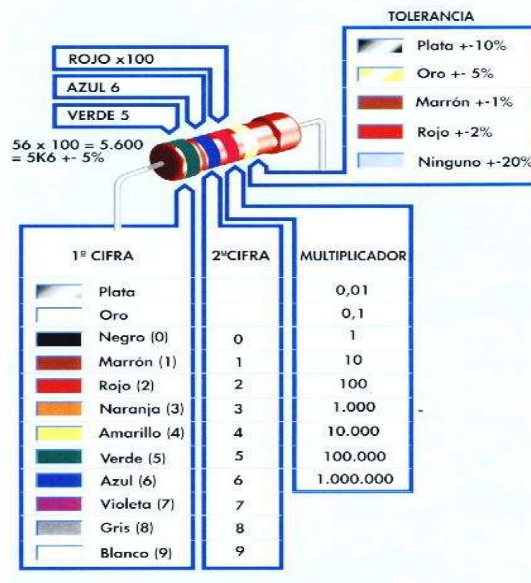 TOLERANCIA
Plata +-10%
Oro +- 5%
Marrón +-1%
Rojo +-2%
Ninguno +-20%
ROJO x100
AZUL 6
VERDE 5
56 x 100 = 5.600
= 5K6 +- 5%
1º CIFRA 2ºCIFRA MULTIPLICADOR
Plata 0,01
Oro 0,1
Negro (0) 0 1
Marrón (1) 1 10
Rojo (2) 2 100
Naranja (3) 3 1.000
Amarillo (4) 4 10.000
Verde (5) 5 100.000
Azul (6) 6 1.000.000
Violeta (7) 7
Gris (8) 8
Blanco (9) 9